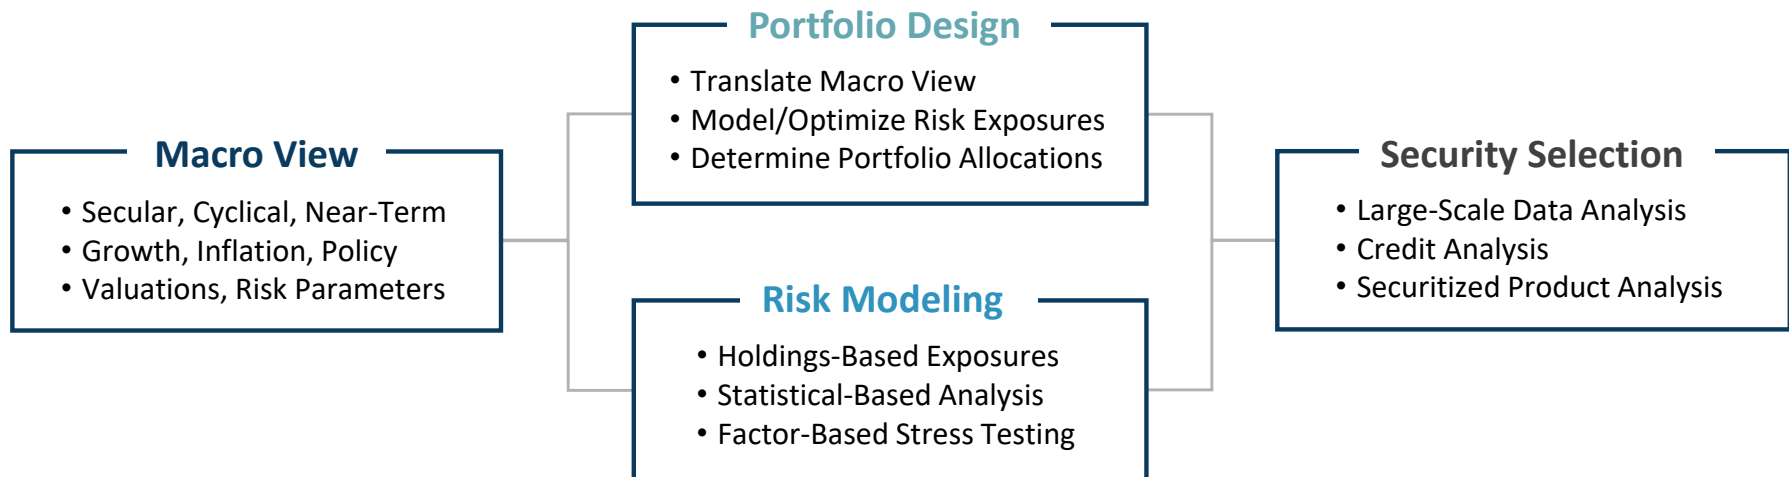 Macro View
• Secular, Cyclical, Near-Term
• Growth, Inflation, Policy
• Valuations, Risk Parameters
Portfolio Design
• Translate Macro View
• Model/Optimize Risk Exposures
• Determine Portfolio Allocations
Risk Modeling
• Holdings-Based Exposures
• Statistical-Based Analysis
• Factor-Based Stress Testing
Security Selection
• Large-Scale Data Analysis
• Credit Analysis
• Securitized Product Analysis